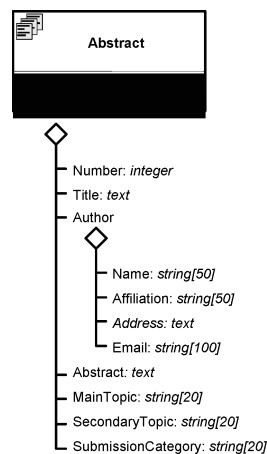 Abstract
Number: integer
Title: text
Author
Name: string[50]
Affiliation: string[50]
Address: text
Email: string[100]
Abstract: text
MainTopic: string[20]
SecondaryTopic: string[20]
SubmissionCategory: string[20]